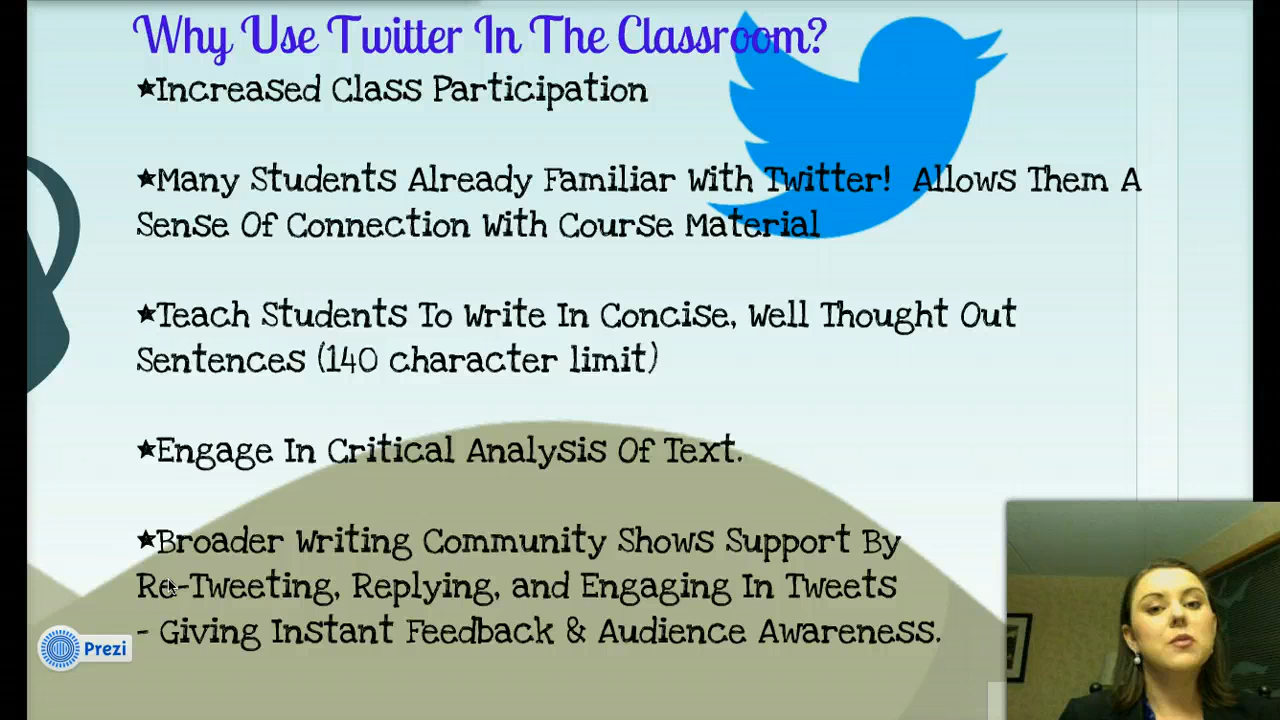 Why Use Twitter In The Classroom?
★Increased Class Participation
★Many Students Already Familiar With Twitter! Allows Them A
Sense Of Connection With Course Material
★Teach Students To Write In Concise, Well Thought Out
Sentences (140 character limit)
★Engage In Critical Analysis Of Text.
★Broader Writing Community Shows Support By
Re-Tweeting, Replying, and Engaging In Tweets
- Giving Instant Feedback & Audience Awareness.
Prezi